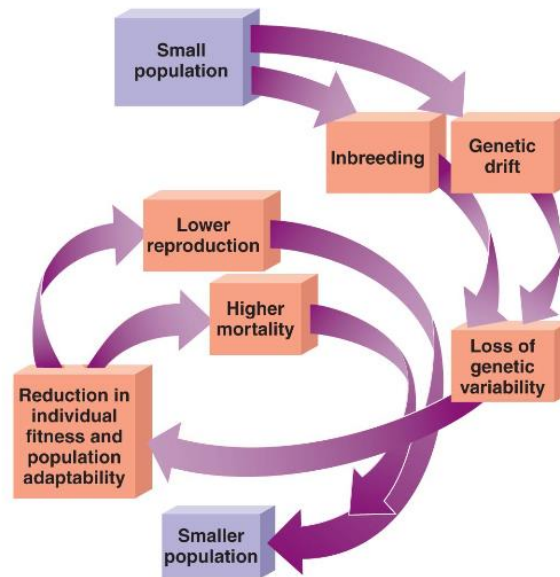 Small
population
Inbreeding
Genetic
drift
Lower
reproduction
Higher
mortality
Loss of
genetic
variability
Reduction in
individual
fitness and
population
adaptability
Smaller
population